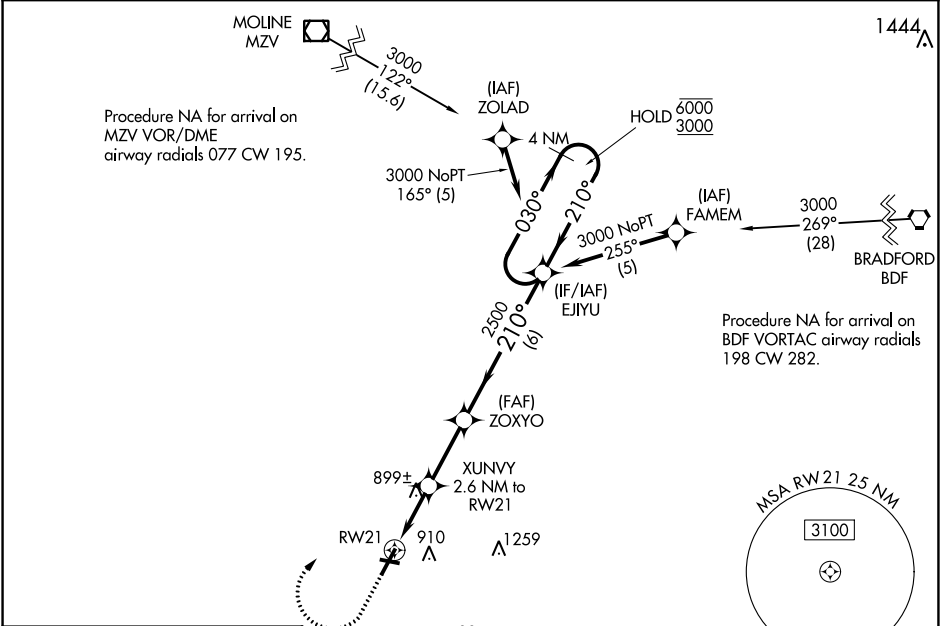 MOLINE
MZV
3000
122°
(15.6)
1444
Procedure NA for arrival on
MZV VOR/DME
airway radials 077 CW 195.
(IAF)
ZOLAD
4 NM
HOLD 6000
3000
3000 NoPT
165° (5)
030°
210°
(IAF)
FAMEM
3000 NoPT
255°
(5)
3000
269°
(28)
BRADFORD
BDF
(IF/IAF)
EJIYU
2500
210°
(6)
Procedure NA for arrival on
BDF VORTAC airway radials
198 CW 282.
(FAF)
ZOXYO
899±
XUNVY
2.6 NM to
RW21
RW21
910
1259
MSA RW21 25 NM
3100